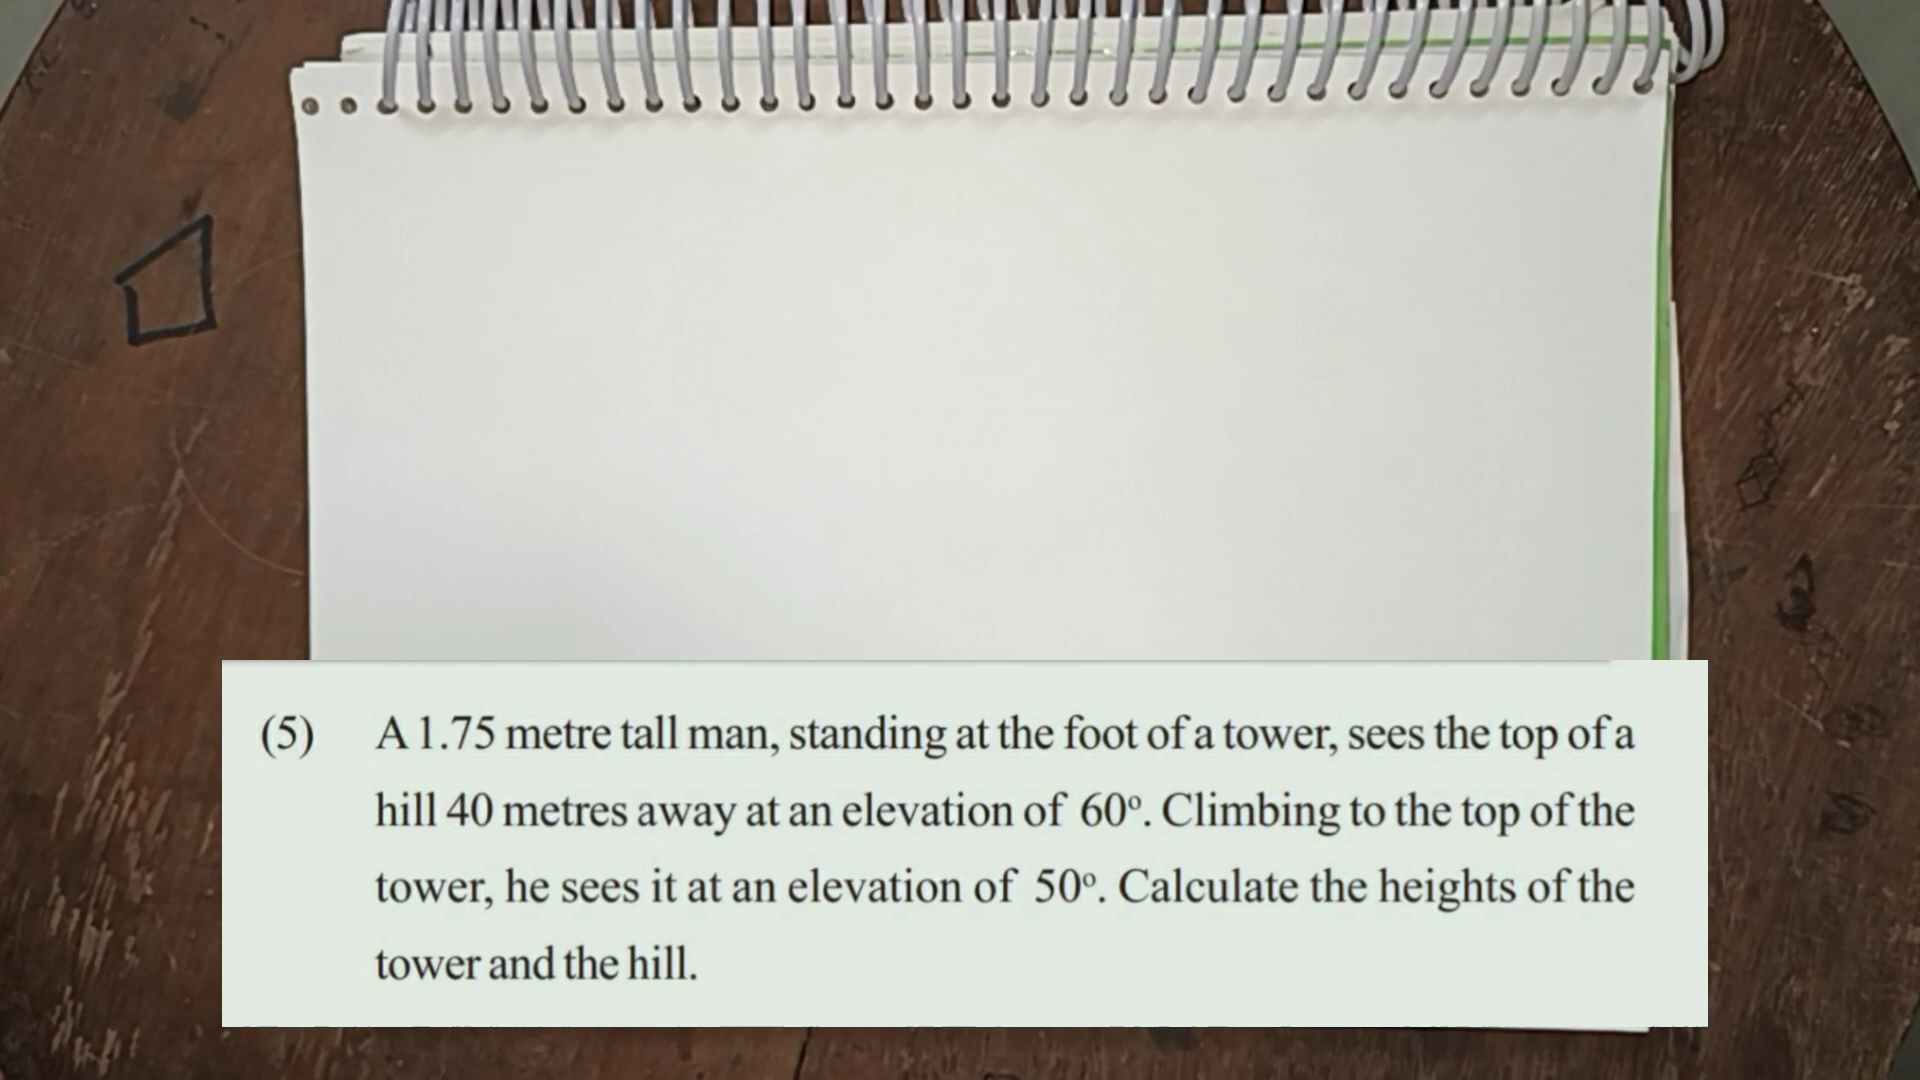 (5) A 1.75 metre tall man, standing at the foot of a tower, sees the top of a
hill 40 metres away at an elevation of 60°. Climbing to the top of the
tower, he sees it at an elevation of 50°. Calculate the heights of the
tower and the hill.